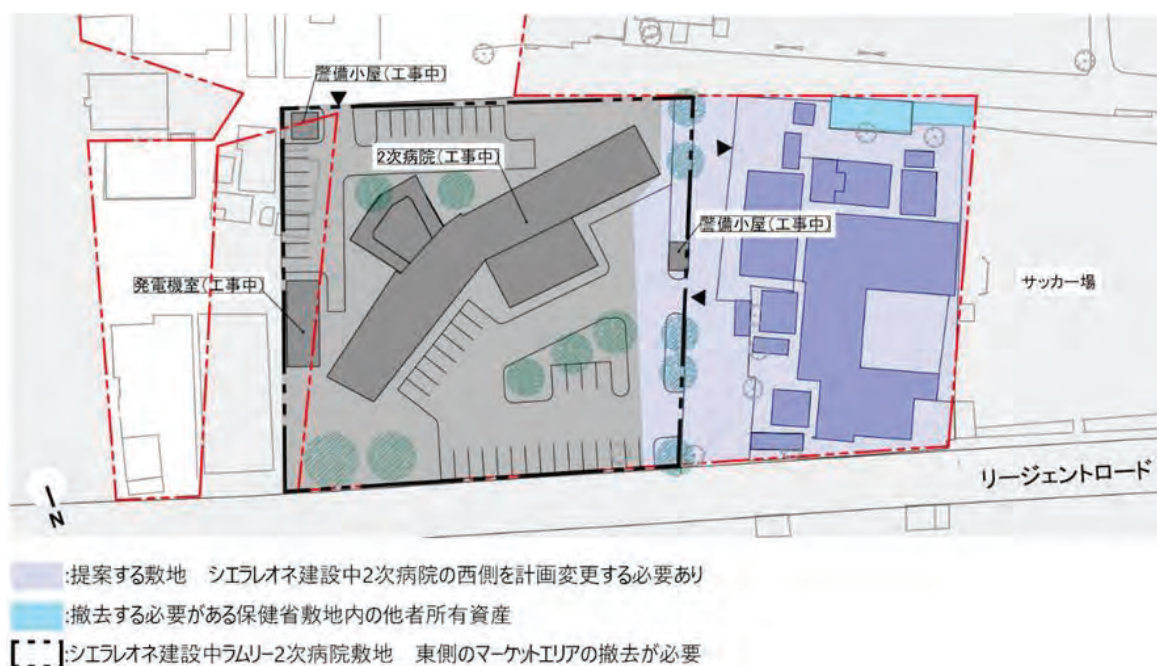 警備小屋(工事中)
2次病院(工事中)
警備小屋(工事中)
発電機室(工事中)
サッカー場
リージェントロード
N
:提案する敷地 シエラレオネ建設中2次病院の西側を計画変更する必要あり
:撤去する必要がある保健省敷地内の他者所有資産
:シエラレオネ建設中ラムリー2次病院敷地 東側のマーケットエリアの撤去が必要